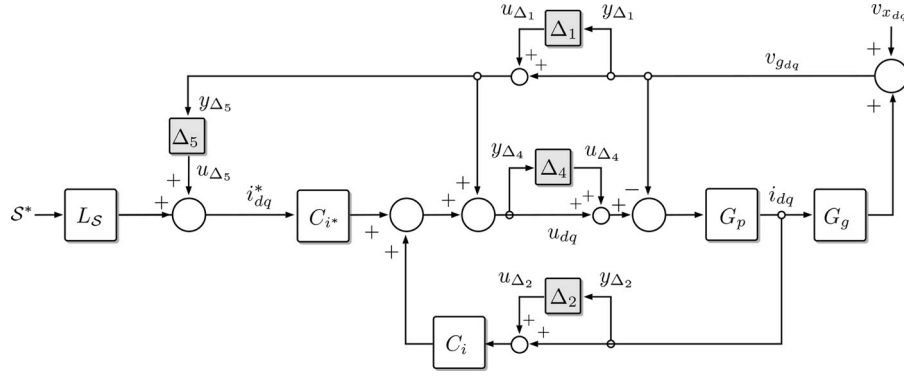 u_{Δ_1} y_{Δ_1}
Δ_1
v_{x_{dq}}
+ + + v_{g_{dq}} +
+
y_{Δ_5}
Δ_5
u_{Δ_5}
y_{Δ_4} u_{Δ_4}
Δ_4
+ + −
𝒮* L_𝒮 + i*_{dq} C_{i*} + + + + + G_p i_{dq} G_g
u_{dq}
+
u_{Δ_2} y_{Δ_2}
Δ_2
+ +
C_i